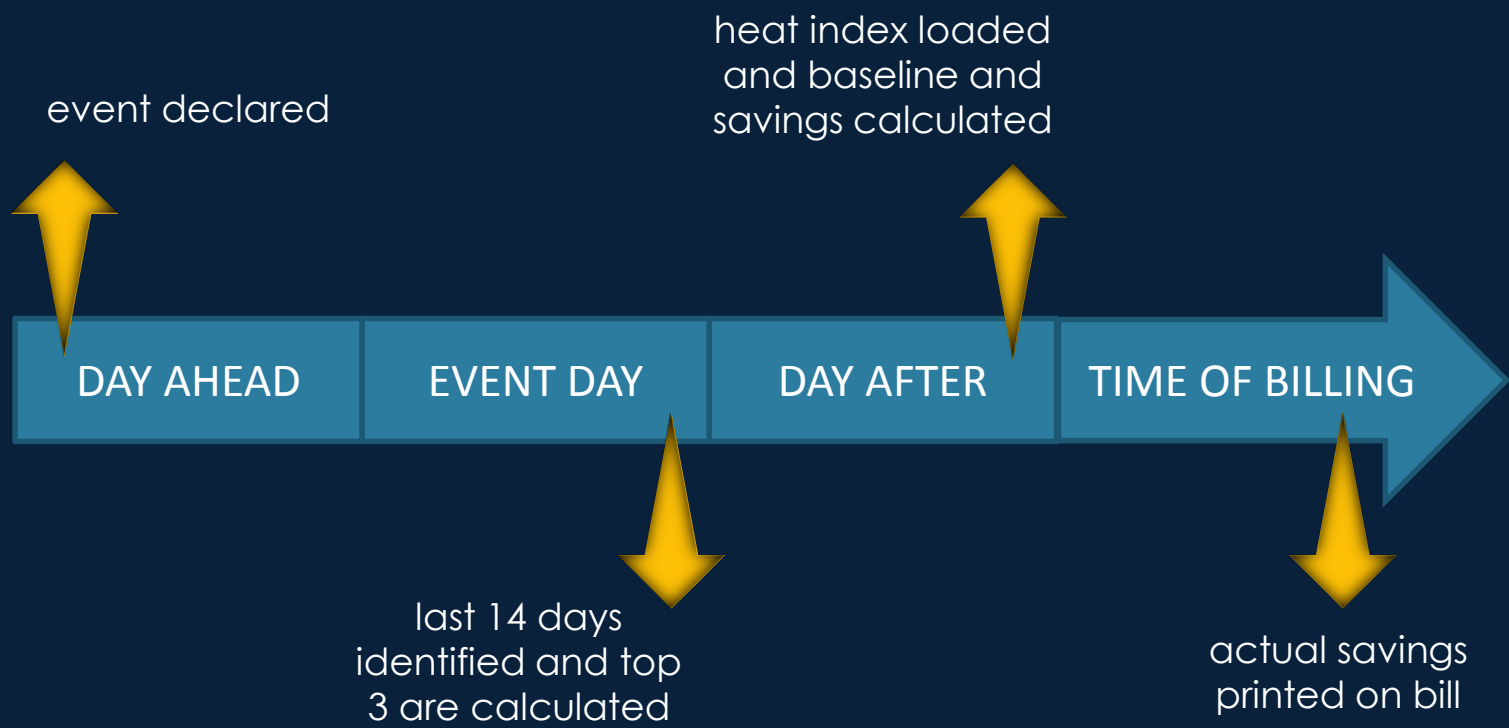 event declared
heat index loaded
and baseline and
savings calculated
DAY AHEAD
EVENT DAY
DAY AFTER
TIME OF BILLING
last 14 days
identified and top
3 are calculated
actual savings
printed on bill